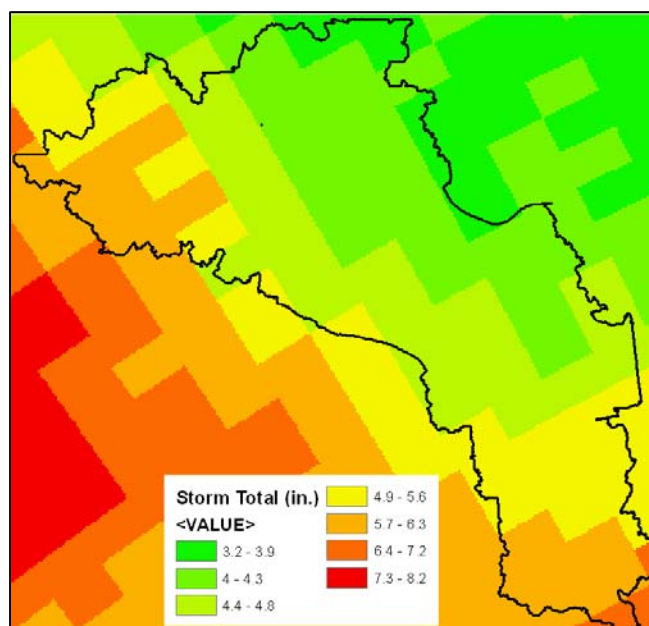 Storm Total (in.)
<VALUE>
3.2 - 3.9
4 - 4.3
4.4 - 4.8
4.9 - 5.6
5.7 - 6.3
6.4 - 7.2
7.3 - 8.2